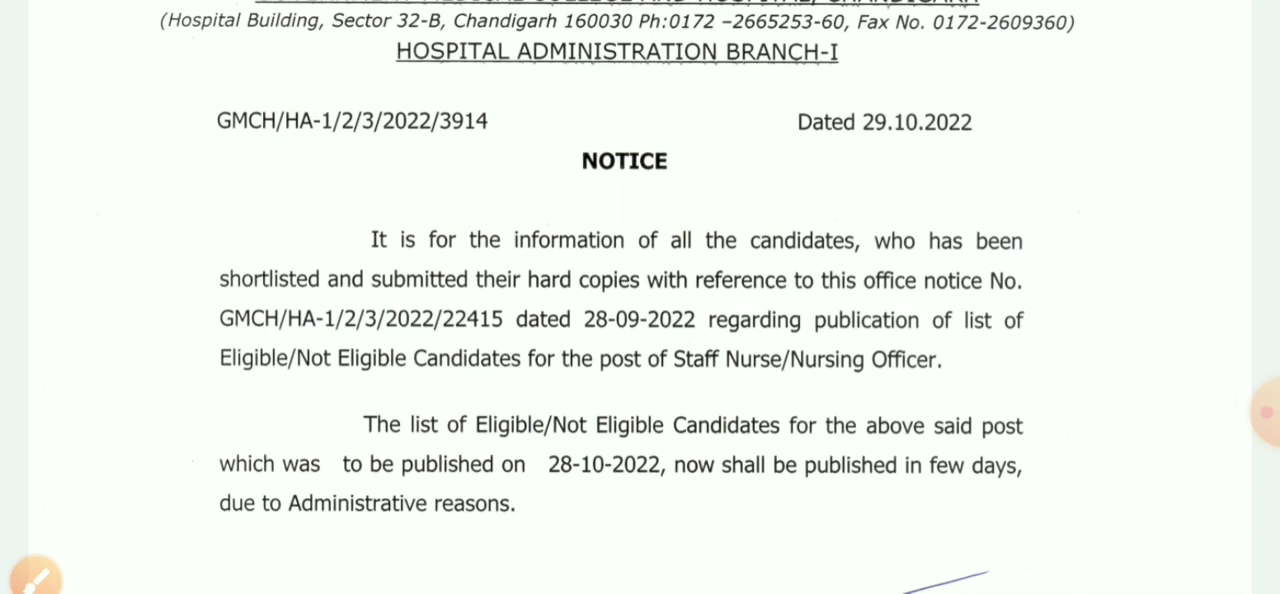 (Hospital Building, Sector 32-B, Chandigarh 160030 Ph:0172 –2665253-60, Fax No. 0172-2609360)
HOSPITAL ADMINISTRATION BRANCH-I
GMCH/HA-1/2/3/2022/3914 Dated 29.10.2022
NOTICE
It is for the information of all the candidates, who has been
shortlisted and submitted their hard copies with reference to this office notice No.
GMCH/HA-1/2/3/2022/22415 dated 28-09-2022 regarding publication of list of
Eligible/Not Eligible Candidates for the post of Staff Nurse/Nursing Officer.
The list of Eligible/Not Eligible Candidates for the above said post
which was to be published on 28-10-2022, now shall be published in few days,
due to Administrative reasons.